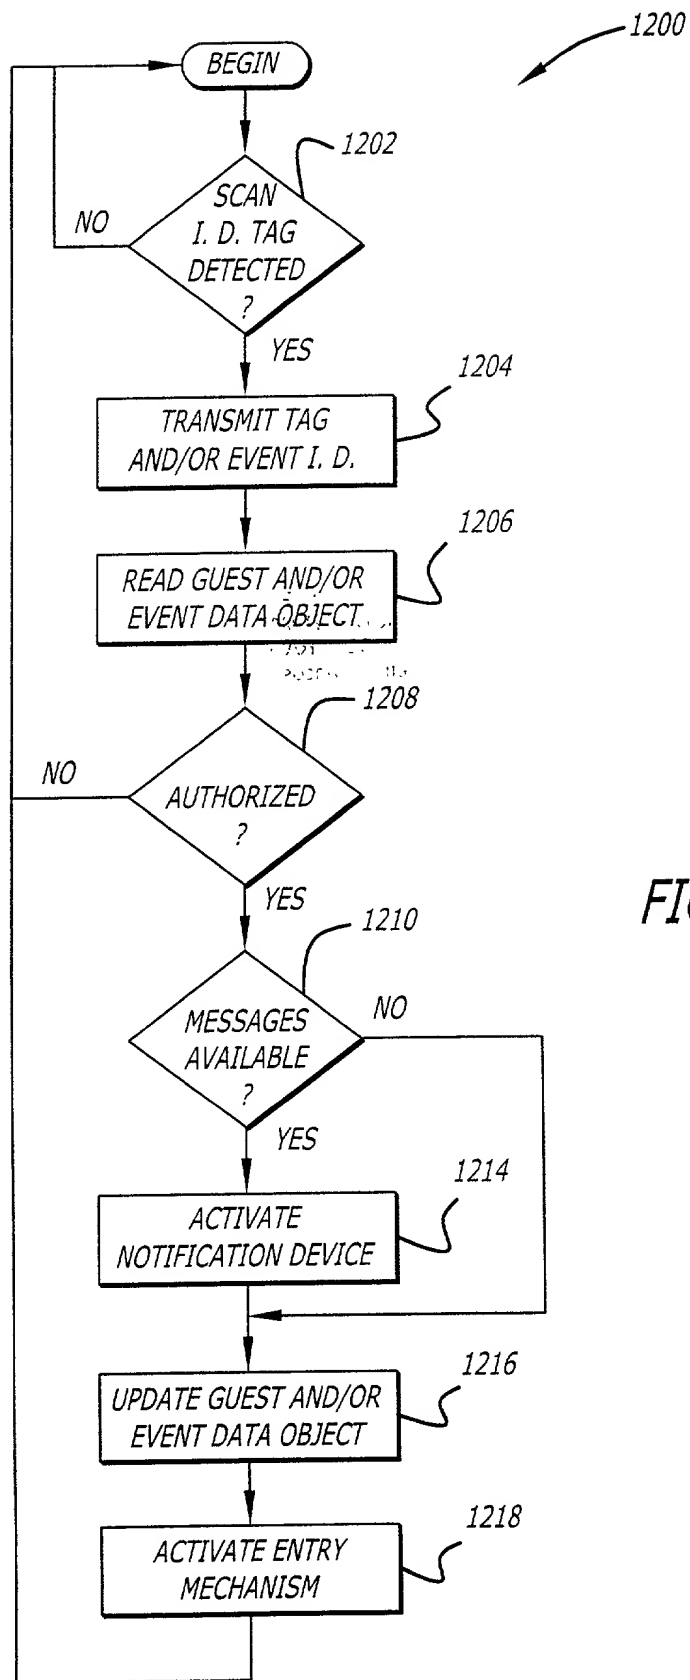 1200
BEGIN
1202
SCAN
I. D. TAG
DETECTED
?
NO
YES
1204
TRANSMIT TAG
AND/OR EVENT I. D.
1206
READ GUEST AND/OR
EVENT DATA OBJECT
1208
NO
AUTHORIZED
?
YES
1210
MESSAGES
AVAILABLE
?
NO
YES
1214
ACTIVATE
NOTIFICATION DEVICE
1216
UPDATE GUEST AND/OR
EVENT DATA OBJECT
1218
ACTIVATE ENTRY
MECHANISM